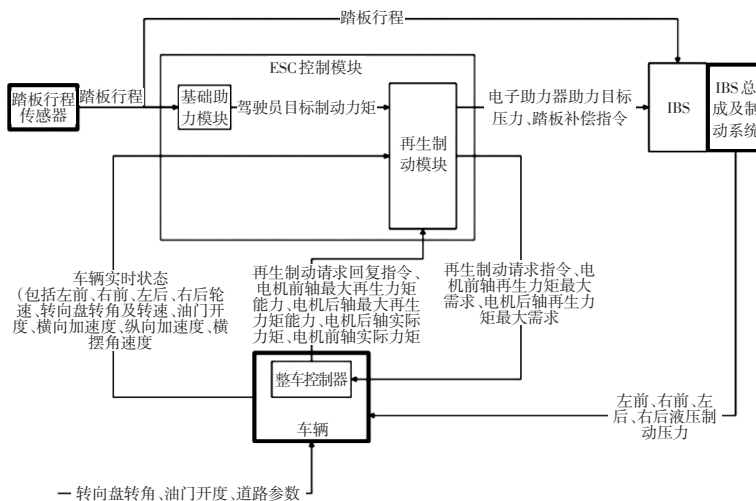 踏板行程
ESC 控制模块
踏板行程
传感器
踏板行程
基础助
力模块
驾驶员目标制动力矩
再生制
动模块
电子助力器助力目标
压力、踏板补偿指令
IBS
IBS 总
成及制
动系统
车辆实时状态
(包括左前、右前、左后、右后轮
速、转向盘转角及转速、油门开
度、横向加速度、纵向加速度、横
摆角速度
再生制动请求回复指令、
电机前轴最大再生力矩
能力、电机后轴最大再生
力矩能力、电机后轴实际
力矩、电机前轴实际力矩
再生制动请求指令、电
机前轴再生力矩最大
需求、电机后轴再生力
矩最大需求
整车控制器
车辆
左前、右前、左
后、右后液压制
动压力
转向盘转角、油门开度、道路参数